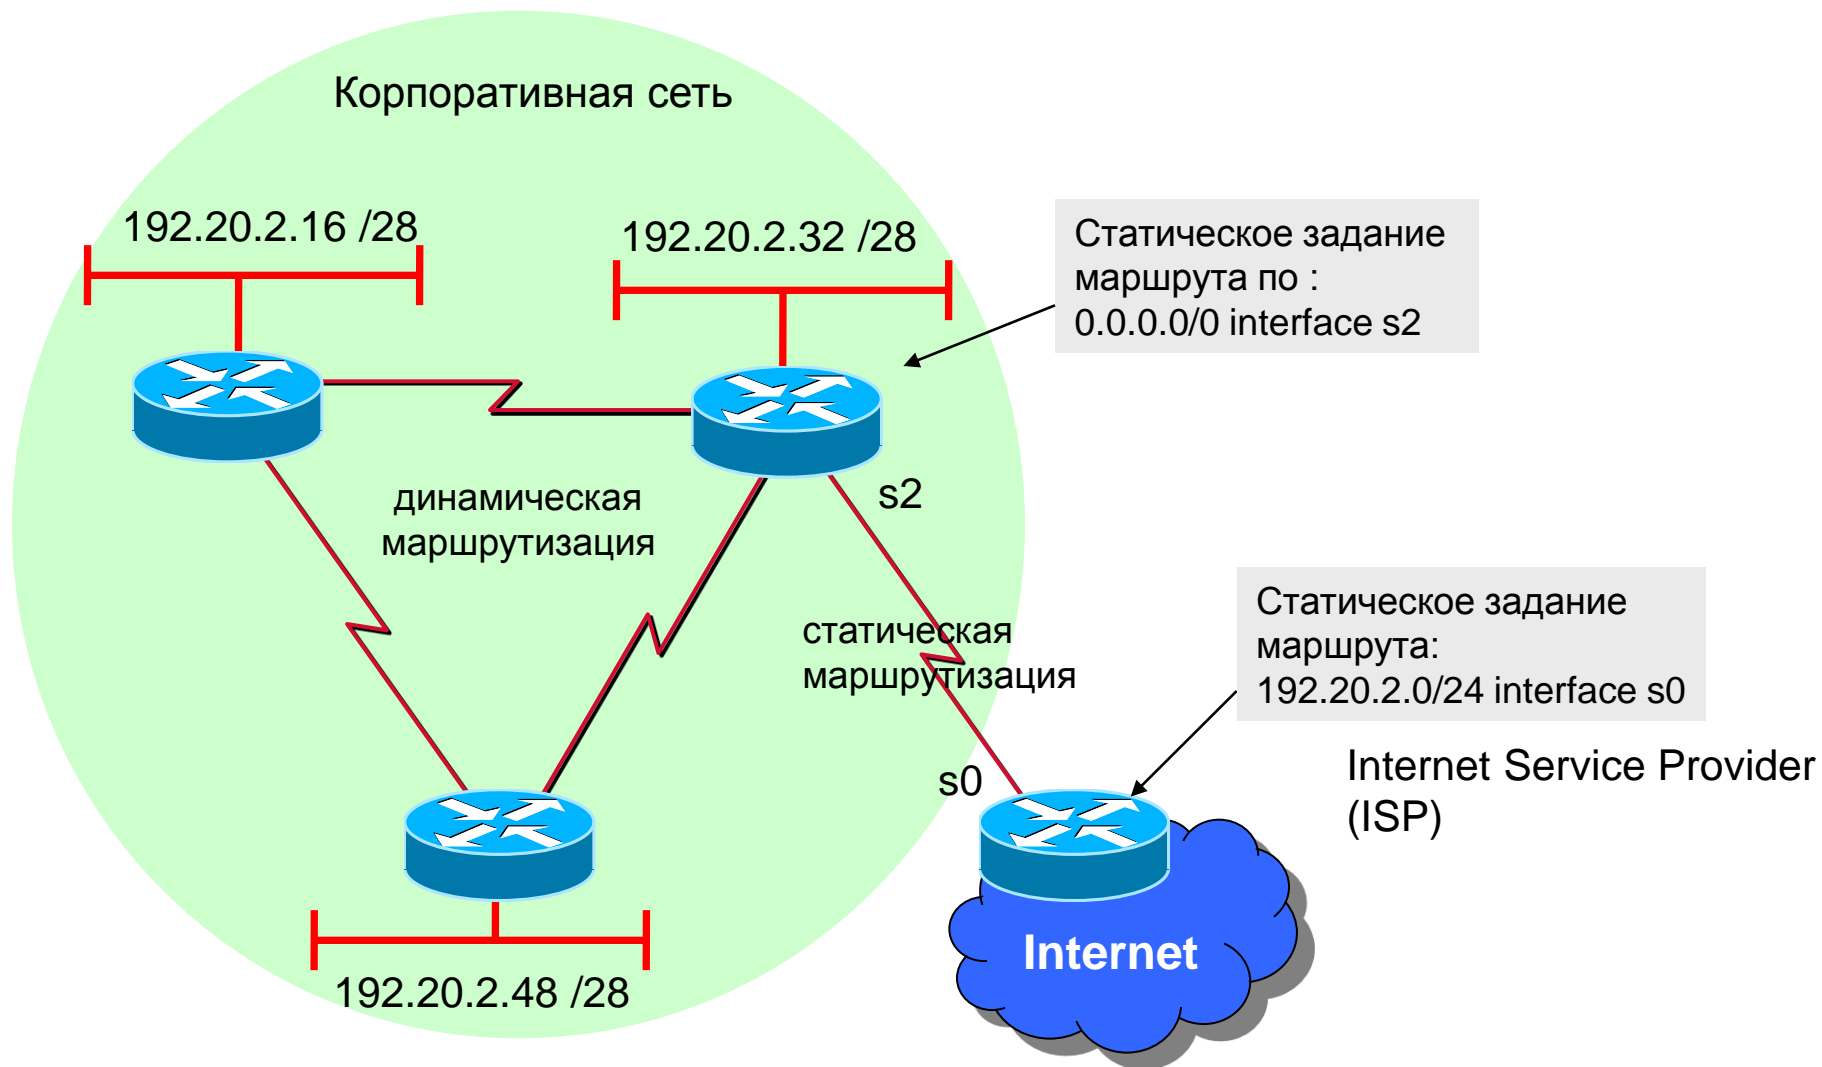 Корпоративная сеть
192.20.2.16 /28
192.20.2.32 /28
Статическое задание
маршрута по :
0.0.0.0/0 interface s2
динамическая
маршрутизация
s2
статическая
маршрутизация
Статическое задание
маршрута:
192.20.2.0/24 interface s0
s0
Internet Service Provider
(ISP)
Internet
192.20.2.48 /28